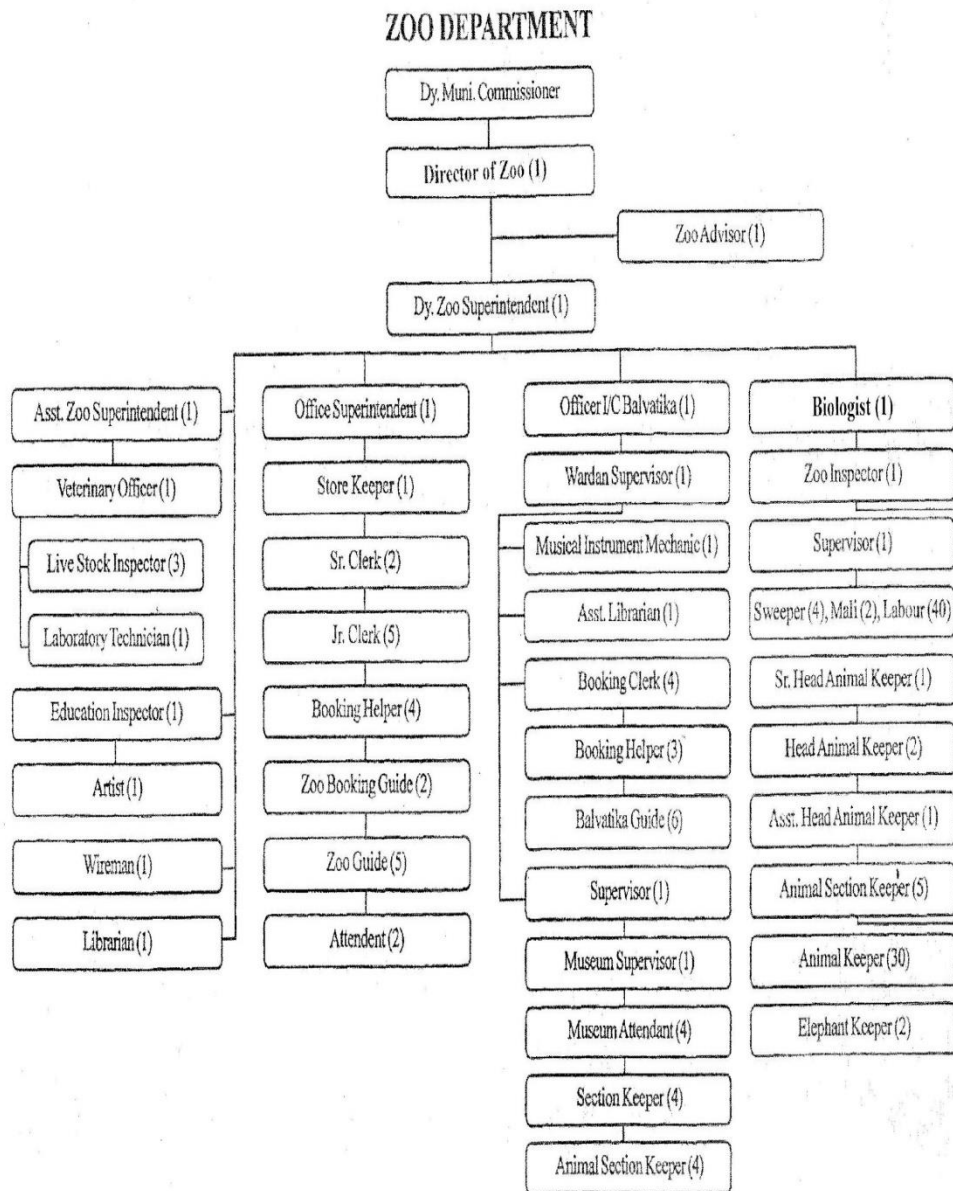 ZOO DEPARTMENT
Dy. Muni. Commissioner
Director of Zoo (1)
Zoo Advisor (1)
Dy. Zoo Superintendent (1)
Asst. Zoo Superintendent (1)
Veterinary Officer (1)
Live Stock Inspector (3)
Laboratory Technician (1)
Education Inspector (1)
Artist (1)
Wireman (1)
Librarian (1)
Office Superintendent (1)
Store Keeper (1)
Sr. Clerk (2)
Jr. Clerk (5)
Booking Helper (4)
Zoo Booking Guide (2)
Zoo Guide (5)
Attendent (2)
Officer I/C Balvatika (1)
Wardan Supervisor (1)
Musical Instrument Mechanic (1)
Asst. Librarian (1)
Booking Clerk (4)
Booking Helper (3)
Balvatika Guide (6)
Supervisor (1)
Museum Supervisor (1)
Museum Attendant (4)
Section Keeper (4)
Animal Section Keeper (4)
Biologist (1)
Zoo Inspector (1)
Supervisor (1)
Sweeper (4), Mali (2), Labour (40)
Sr. Head Animal Keeper (1)
Head Animal Keeper (2)
Asst. Head Animal Keeper (1)
Animal Section Keeper (5)
Animal Keeper (30)
Elephant Keeper (2)